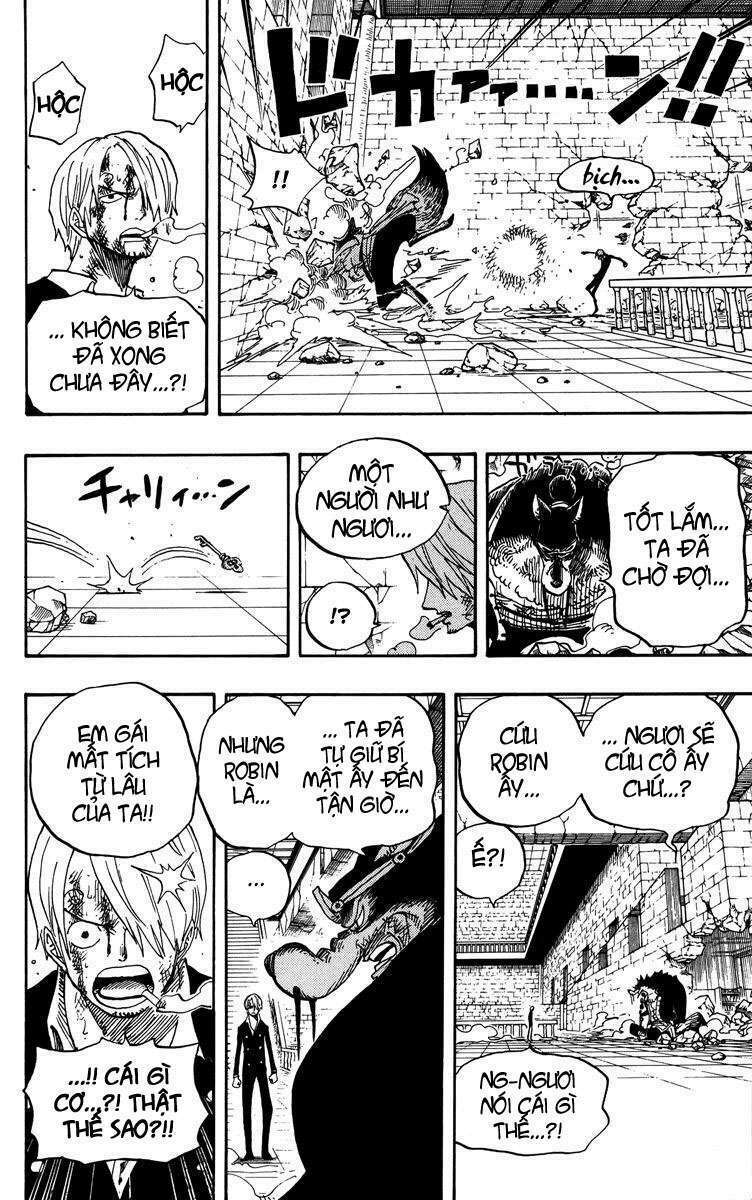 ドカァァ....ン!!
!!
bịch...
HỘC
HỘC
... KHÔNG BIẾT
ĐÃ XONG
CHƯA ĐÂY...?!
TỐT LẮM...
TA ĐÃ
CHỜ ĐỢI...
MỘT
NGƯỜI NHƯ
NGƯƠI...
!?
チャリィ...ン
... NGƯƠI SẼ
CỨU CÔ ẤY
CHỨ...?
CỨU
ROBIN
ẤY...
Ế?!
NG-NGƯƠI
NÓI CÁI GÌ
THẾ...?!
... TA ĐÃ
TỰ GIỮ BÍ
MẬT ẤY ĐẾN
TẬN GIỜ...
NHƯNG
ROBIN
LÀ...
...
EM GÁI
MẤT TÍCH
TỪ LÂU
CỦA TA!!
...!! CÁI GÌ
CƠ...?! THẬT
THẾ SAO?!!